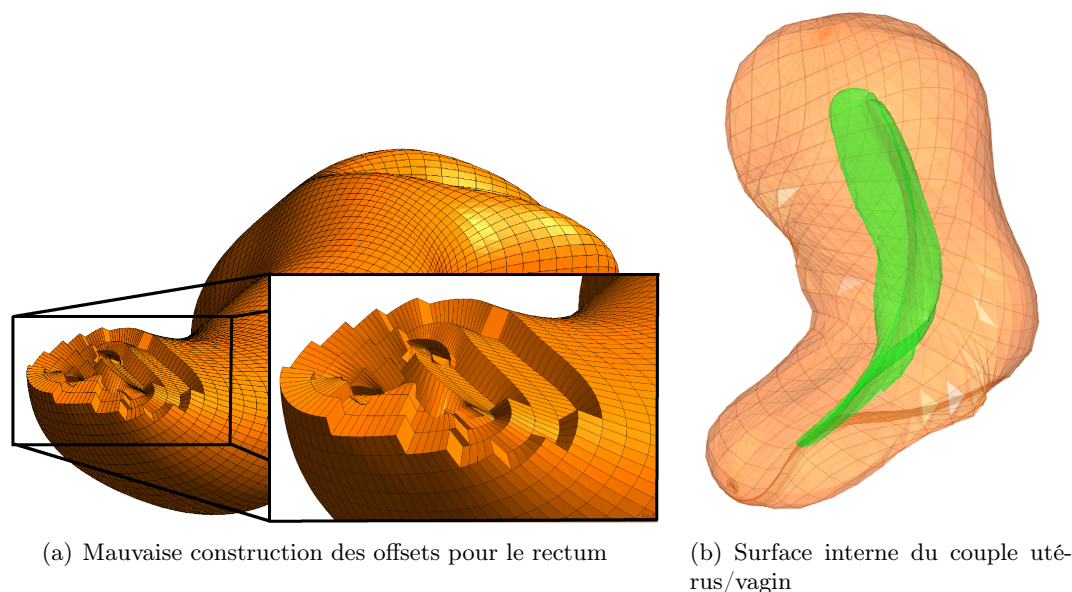 (a) Mauvaise construction des offsets pour le rectum
(b) Surface interne du couple uté-
rus/vagin